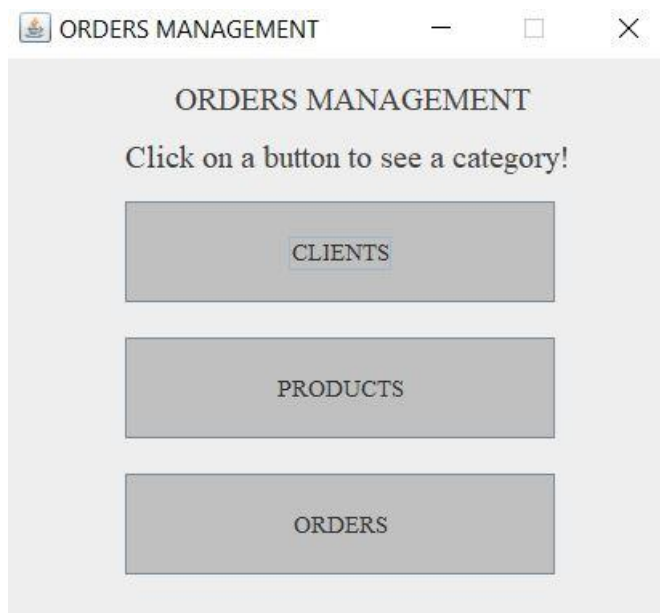 ORDERS MANAGEMENT
ORDERS MANAGEMENT
Click on a button to see a category!
CLIENTS
PRODUCTS
ORDERS